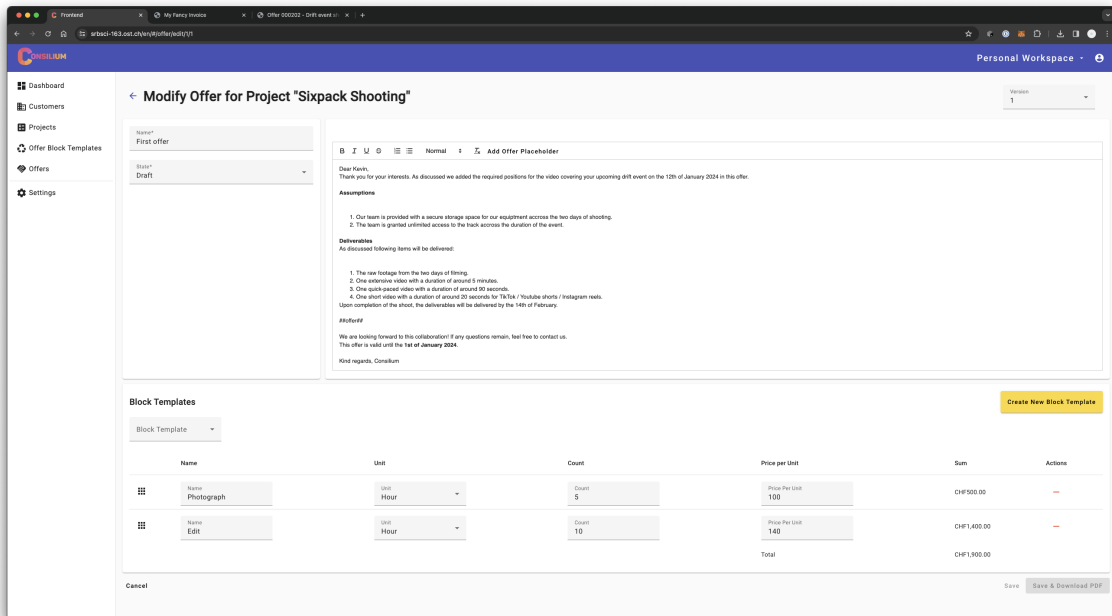 Frontend
My Fancy Invoice
Offer 000202 - Drift event sh
srbsci-163.ost.ch/en/#/offer/edit/1/1
CONSILIUM
Personal Workspace
Dashboard
Customers
Projects
Offer Block Templates
Offers
Settings
Modify Offer for Project "Sixpack Shooting"
Version
1
Name*
First offer
State*
Draft
B I U S Normal Add Offer Placeholder
Dear Kevin,
Thank you for your interests. As discussed we added the required positions for the video covering your upcoming drift event on the 12th of January 2024 in this offer.
Assumptions
1. Our team is provided with a secure storage space for our equiptment accross the two days of shooting.
2. The team is granted unlimited access to the track accross the duration of the event.
Deliverables
As discussed following items will be delivered:
1. The raw footage from the two days of filming.
2. One extensive video with a duration of around 5 minutes.
3. One quick-paced video with a duration of around 90 seconds.
4. One short video with a duration of around 20 seconds for TikTok / Youtube shorts / Instagram reels.
Upon completion of the shoot, the deliverables will be delivered by the 14th of February.
##offer##
We are looking forward to this collaboration! If any questions remain, feel free to contact us.
This offer is valid until the 1st of January 2024.
Kind regards, Consilium
Block Templates
Create New Block Template
Block Template
Name Unit Count Price per Unit Sum Actions
Name Unit Count Price Per Unit
Photograph Hour 5 100 CHF500.00
Name Unit Count Price Per Unit
Edit Hour 10 140 CHF1,400.00
Total CHF1,900.00
Cancel Save Save & Download PDF